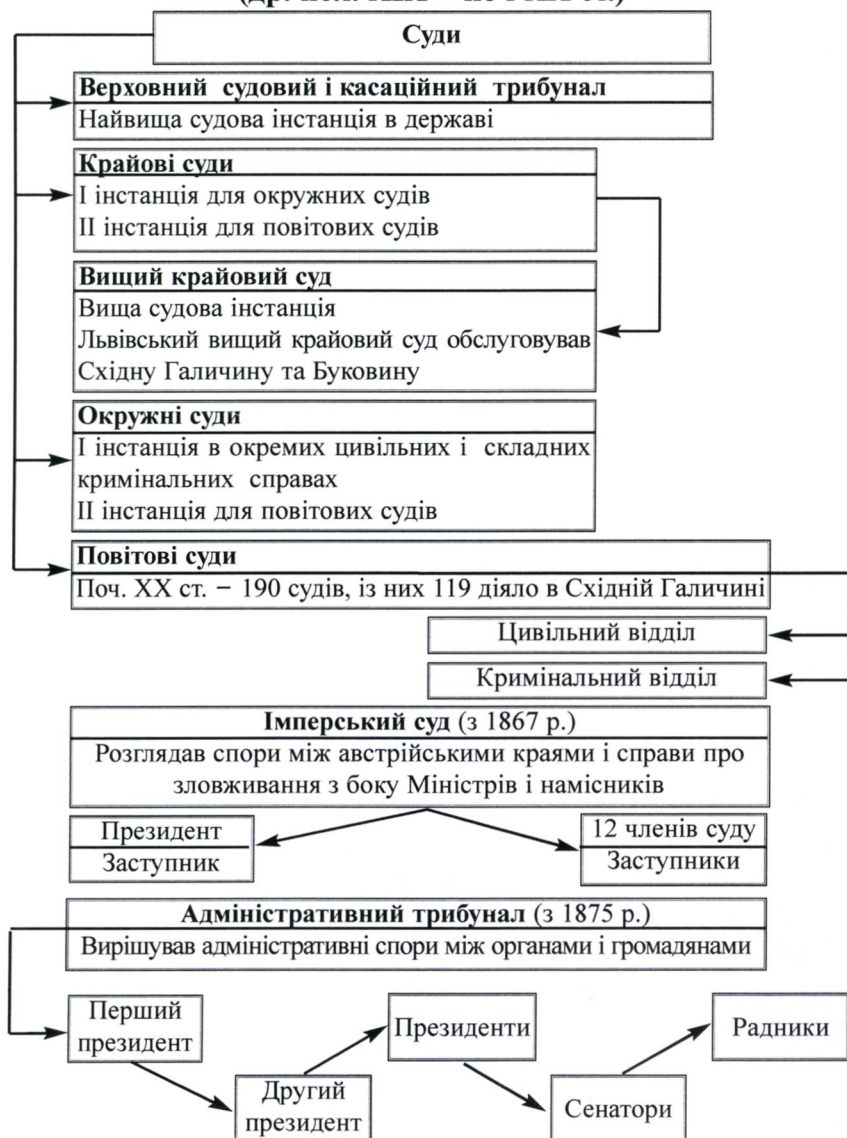 Суди
Верховний судовий і касаційний трибунал
Найвища судова інстанція в державі
Крайові суди
І інстанція для окружних судів
ІІ інстанція для повітових судів
Вищий крайовий суд
Вища судова інстанція
Львівський вищий крайовий суд обслуговував
Східну Галичину та Буковину
Окружні суди
І інстанція в окремих цивільних і складних
кримінальних справах
ІІ інстанція для повітових судів
Повітові суди
Поч. ХХ ст. – 190 судів, із них 119 діяло в Східній Галичині
Цивільний відділ
Кримінальний відділ
Імперський суд (з 1867 р.)
Розглядав спори між австрійськими краями і справи про
зловживання з боку Міністрів і намісників
Президент
Заступник
12 членів суду
Заступники
Адміністративний трибунал (з 1875 р.)
Вирішував адміністративні спори між органами і громадянами
Перший
президент
Другий
президент
Президенти
Сенатори
Радники